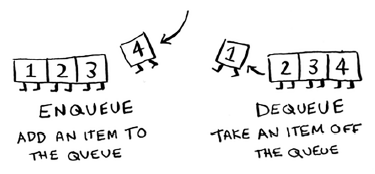 1 2 3 4
ENQUEUE
ADD AN ITEM TO
THE QUEUE
1 2 3 4
DEQUEUE
TAKE AN ITEM OFF
THE QUEUE